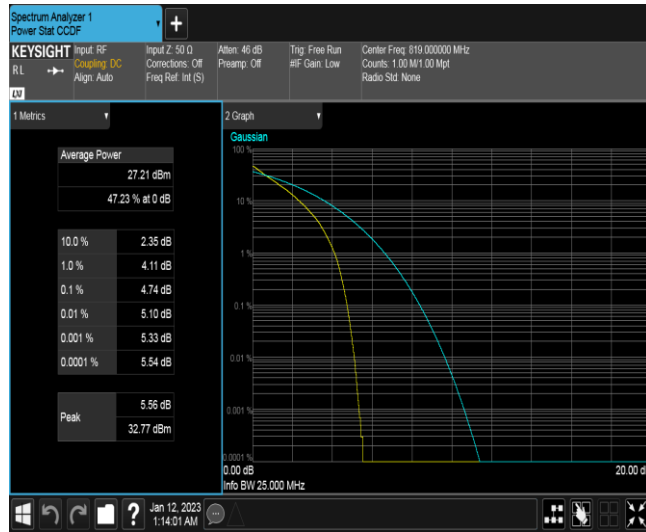 Spectrum Analyzer 1
Power Stat CCDF
+
KEYSIGHT
RL
LXI
Input: RF
Coupling: DC
Align: Auto
Input Z: 50 Ω
Corrections: Off
Freq Ref: Int (S)
Atten: 46 dB
Preamp: Off
Trig: Free Run
#IF Gain: Low
Center Freq: 819.000000 MHz
Counts: 1.00 M/1.00 Mpt
Radio Std: None
1 Metrics
Average Power
27.21 dBm
47.23 % at 0 dB
10.0 % 2.35 dB
1.0 % 4.11 dB
0.1 % 4.74 dB
0.01 % 5.10 dB
0.001 % 5.33 dB
0.0001 % 5.54 dB
Peak 5.56 dB
32.77 dBm
2 Graph
Gaussian
100 %
10 %
1 %
0.1 %
0.01 %
0.001 %
0.0001 %
0.00 dB
20.00 d
Info BW 25.000 MHz
?
Jan 12, 2023
1:14:01 AM